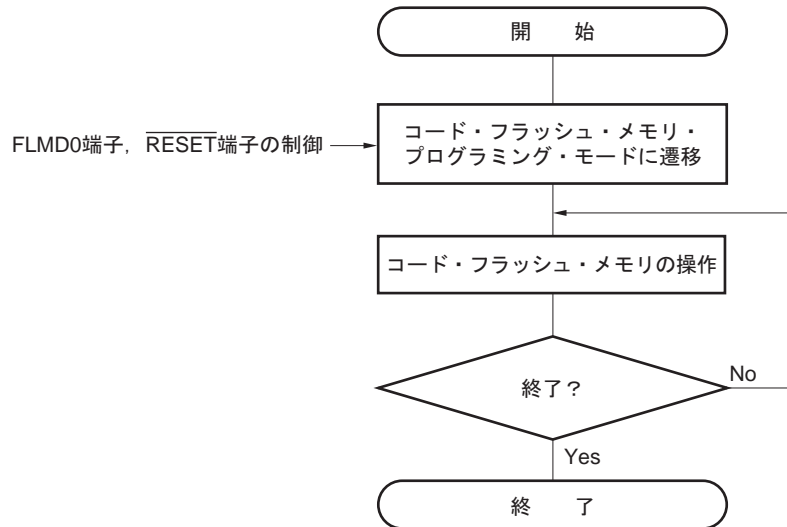 開　始
FLMD0端子，RESET端子の制御
コード・フラッシュ・メモリ・
プログラミング・モードに遷移
コード・フラッシュ・メモリの操作
終了？
No
Yes
終　了